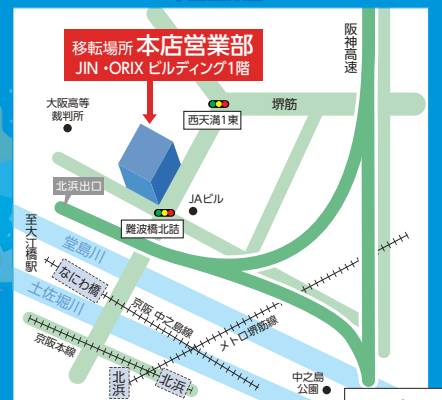 移転場所 本店営業部
JIN・ORIX ビルディング1階
阪神高速
堺筋
西天満1東
大阪高等
裁判所
北浜出口
JAビル
難波橋北詰
至大江橋駅
堂島川
なにわ橋
土佐堀川
京阪 中之島線
メトロ堺筋線
京阪本線
北浜
北浜
中之島
公園